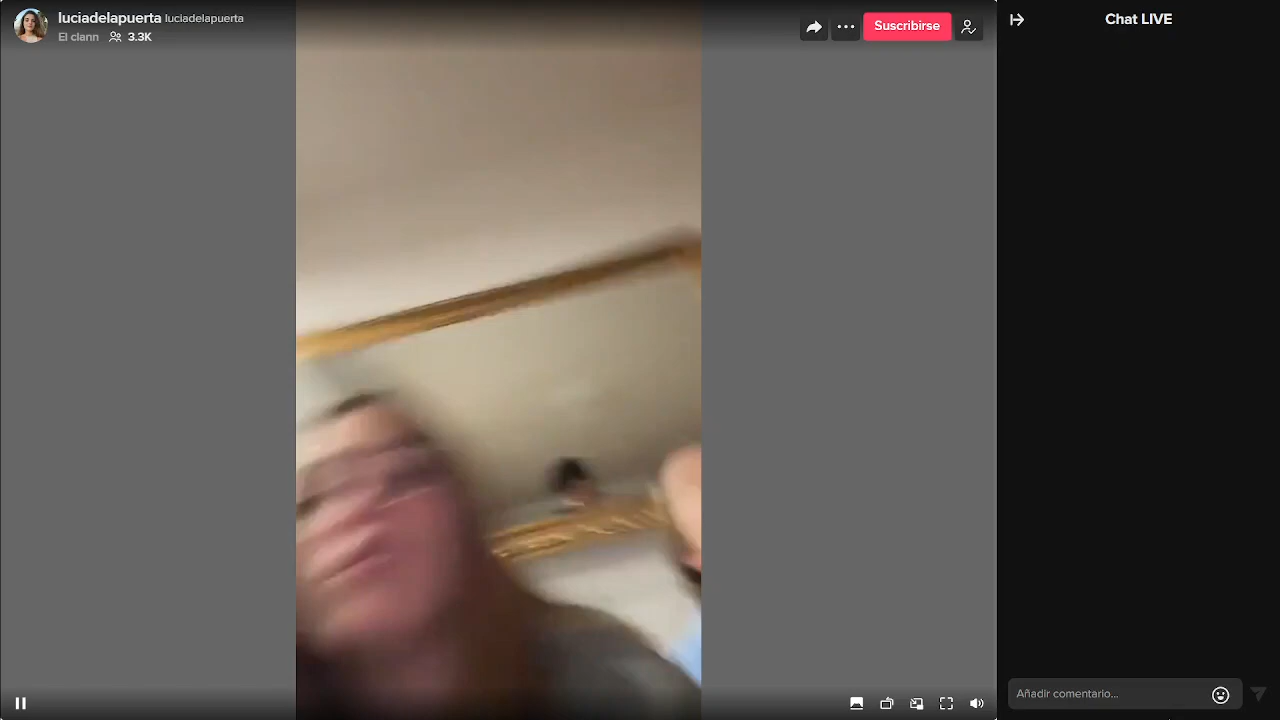 luciadelapuerta luciadelapuerta
El clann 3.3K
Suscribirse
Chat LIVE
Añadir comentario...